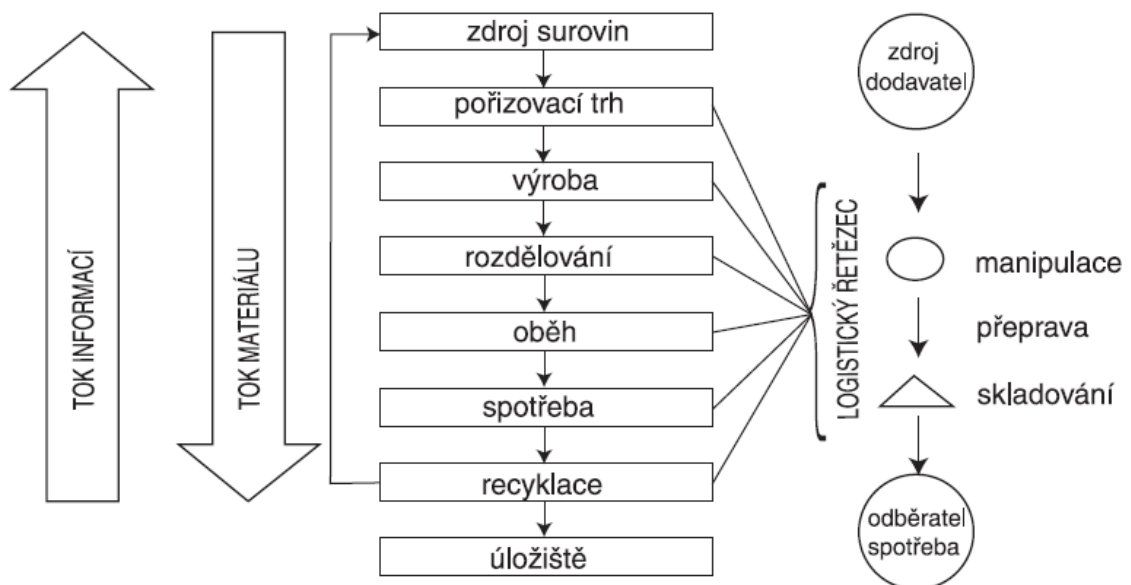 TOK INFORMACÍ
TOK MATERIÁLU
zdroj surovin
pořizovací trh
výroba
rozdělování
oběh
spotřeba
recyklace
úložiště
LOGISTICKÝ ŘETĚZEC
zdroj
dodavatel
manipulace
přeprava
skladování
odběratel
spotřeba